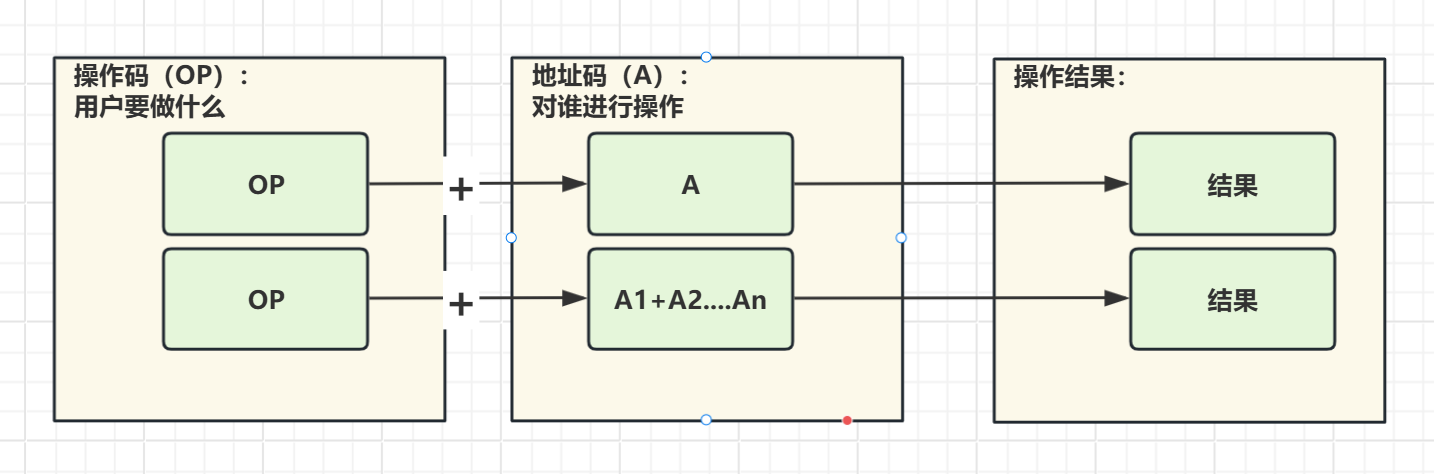 操作码（OP）：
用户要做什么
OP
+
OP
+
地址码（A）：
对谁进行操作
A
A1+A2....An
操作结果：
结果
结果